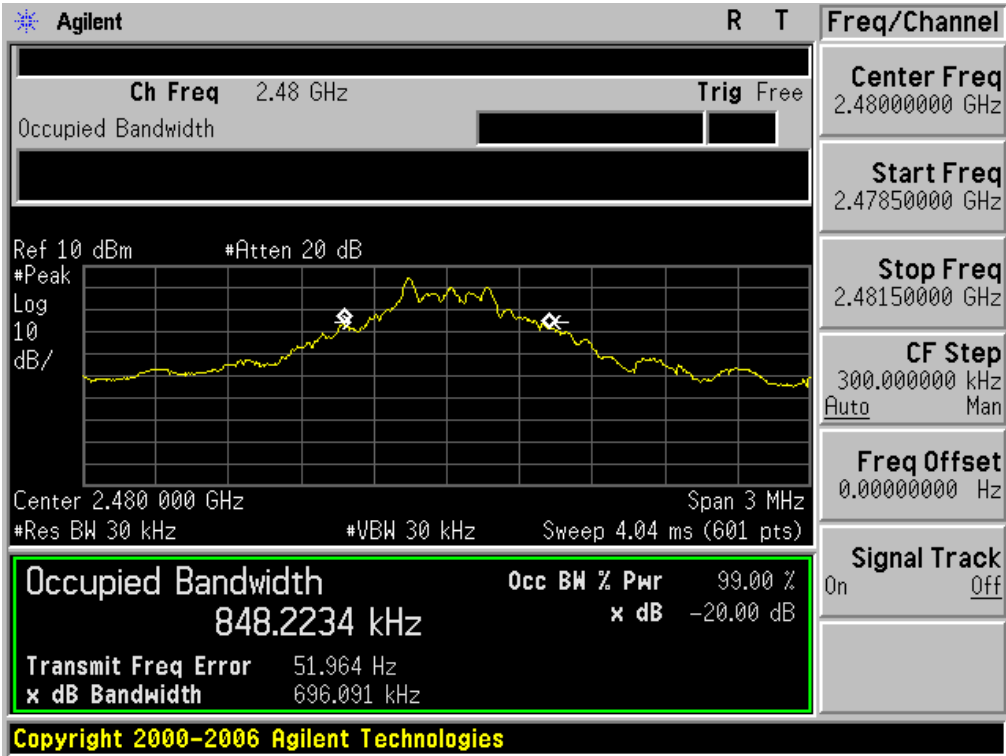 Agilent R T
Freq/Channel
Ch Freq 2.48 GHz Trig Free
Occupied Bandwidth
Ref 10 dBm #Atten 20 dB
#Peak
Log
10
dB/
Center 2.480 000 GHz Span 3 MHz
#Res BW 30 kHz #VBW 30 kHz Sweep 4.04 ms (601 pts)
Occupied Bandwidth
848.2234 kHz
Occ BW % Pwr 99.00 %
x dB -20.00 dB
Transmit Freq Error 51.964 Hz
x dB Bandwidth 696.091 kHz
Center Freq
2.48000000 GHz
Start Freq
2.47850000 GHz
Stop Freq
2.48150000 GHz
CF Step
300.000000 kHz
Auto Man
Freq Offset
0.00000000 Hz
Signal Track
On Off
Copyright 2000-2006 Agilent Technologies